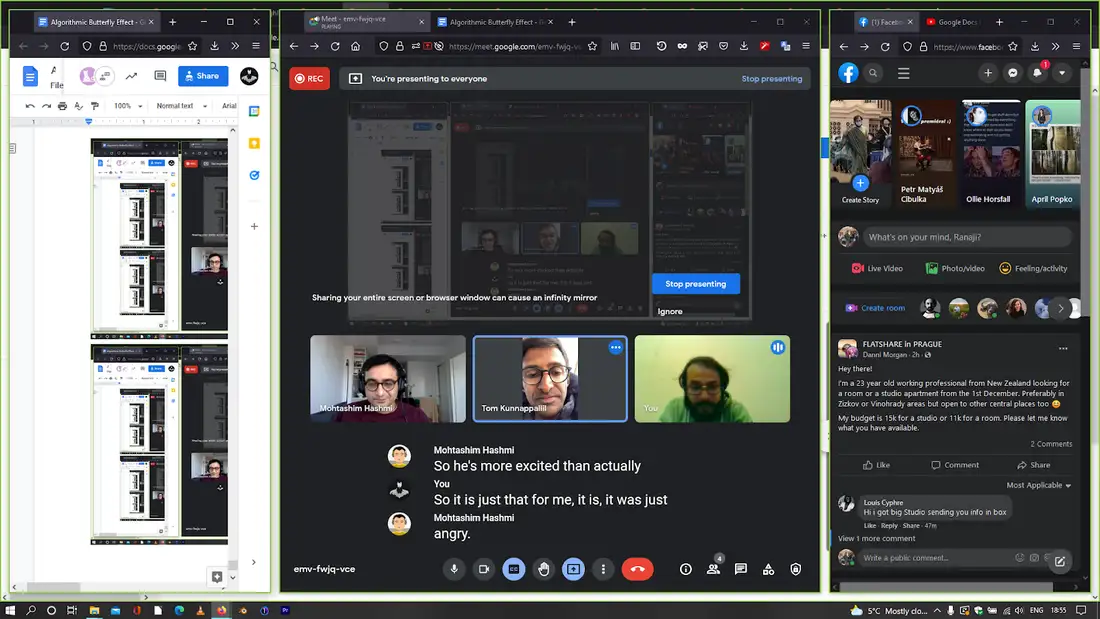 Algorithmic Butterfly Effect - G
https://docs.google
File
Share
100%
Normal text
Arial
Meet - emv-fwjq-vce
PLAYING
Algorithmic Butterfly Effect - G
https://meet.google.com/emv-fwjq-v
REC
You're presenting to everyone
Stop presenting
Sharing your entire screen or browser window can cause an infinity mirror
Stop presenting
Ignore
Mohtashim Hashmi
Tom Kunnappallil
You
Mohtashim Hashmi
So he's more excited than actually
You
So it is just that for me, it is, it was just
Mohtashim Hashmi
angry.
emv-fwjq-vce
4
(1) Facebook
Google Docs
https://www.facebo
1
Create Story
Petr Matyáš
Cibulka
Ollie Horsfall
April Popko
What's on your mind, Ranaji?
Live Video
Photo/video
Feeling/activity
Create room
FLATSHARE in PRAGUE
Danni Morgan · 2h ·
Hey there!
I'm a 23 year old working professional from New Zealand looking for
a room or a studio apartment from the 1st December. Preferably in
Zizkov or Vinohrady areas but open to other central places too 😄
My budget is 15k for a studio or 11k for a room. Please let me know
what you have available.
2 Comments
Like
Comment
Share
Most Applicable
Louis Cyphre
Hi i got big Studio sending you info in box
Like · Reply · Share · 47m
View 1 more comment
Write a public comment...
5°C Mostly clo...
ENG
18:55